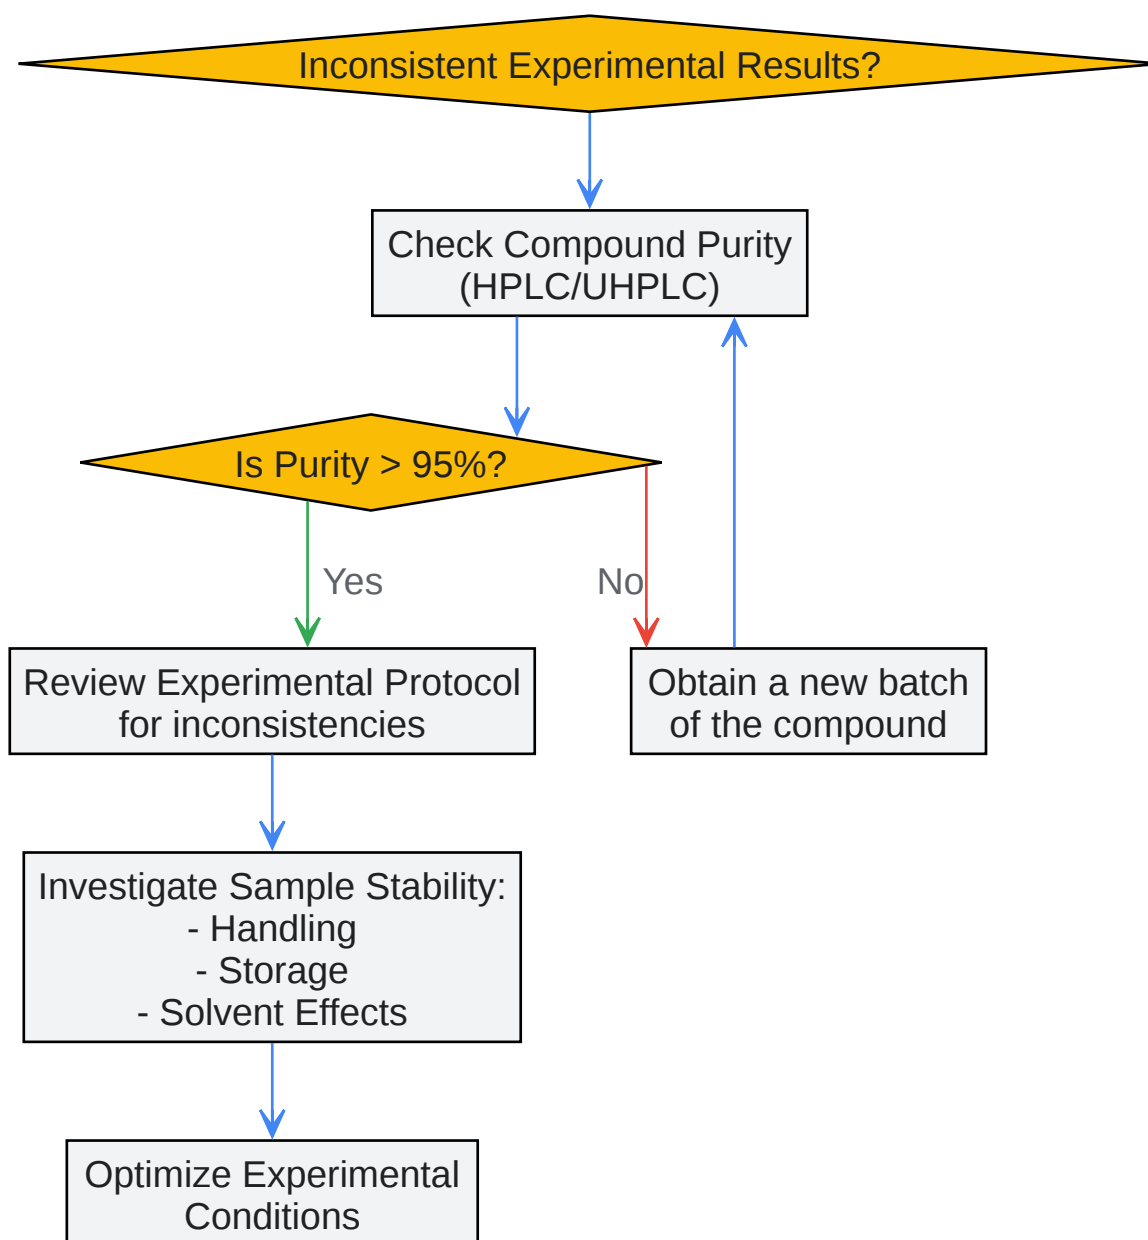 Inconsistent Experimental Results?
Check Compound Purity
(HPLC/UHPLC)
Is Purity > 95%?
Yes
No
Review Experimental Protocol
for inconsistencies
Obtain a new batch
of the compound
Investigate Sample Stability:
- Handling
- Storage
- Solvent Effects
Optimize Experimental
Conditions